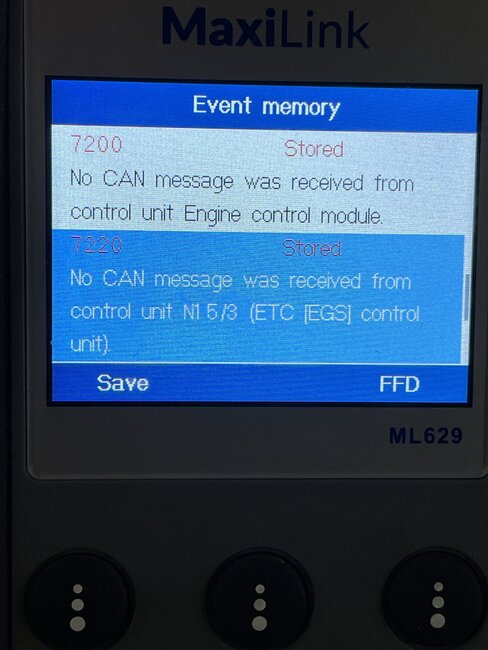 MaxiLink
Event memory
7200 Stored
No CAN message was received from
control unit Engine control module.
7220 Stored
No CAN message was received from
control unit N15/3 (ETC [EGS] control
unit).
Save FFD
ML629